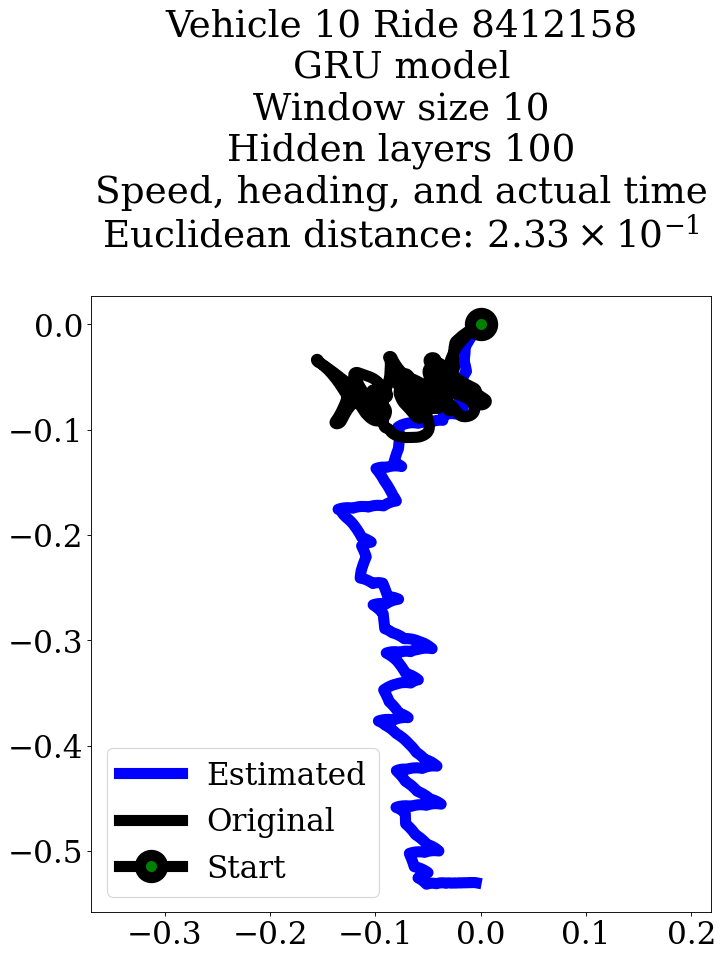 Vehicle 10 Ride 8412158
GRU model
Window size 10
Hidden layers 100
Speed, heading, and actual time
Euclidean distance: 2.33 × 10⁻¹
0.0
−0.1
−0.2
−0.3
−0.4
−0.5
Estimated
Original
Start
−0.3 −0.2 −0.1 0.0 0.1 0.2